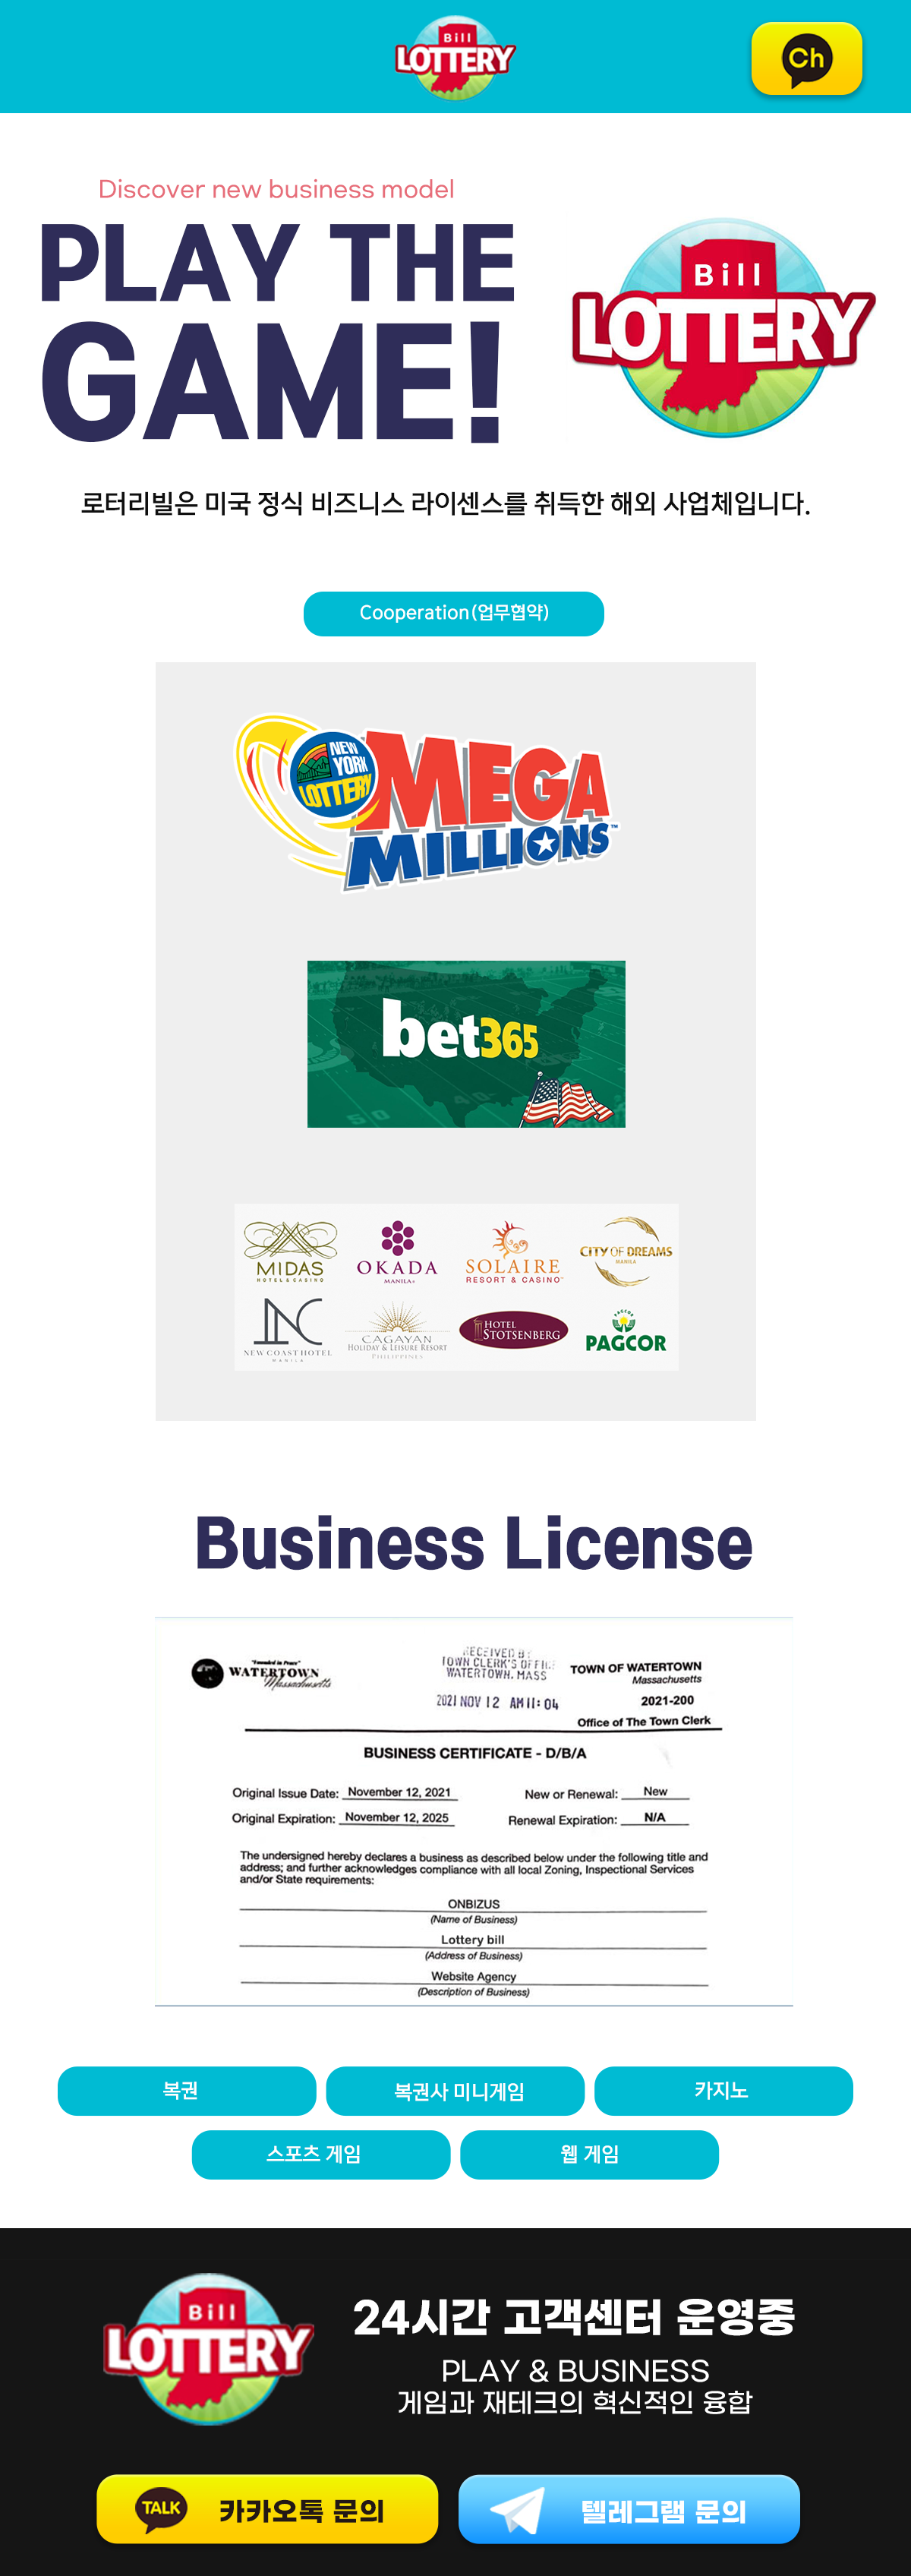 Bill
LOTTERY
Ch
Discover new business model
PLAY THE
GAME!
Bill
LOTTERY
로터리빌은 미국 정식 비즈니스 라이센스를 취득한 해외 사업체입니다.
Cooperation(업무협약)
NEW
YORK
LOTTERY
MEGA
MILLIONS™
bet365
50
40
MIDAS
HOTEL & CASINO
OKADA
MANILA
SOLAIRE
RESORT & CASINO
CITY OF DREAMS
MANILA
NEW COAST HOTEL
MANILA
CAGAYAN
HOLIDAY & LEISURE RESORT
PHILIPPINES
HOTEL
STOTSENBERG
PAGCOR
PAGCOR
Business License
"Founded in Peace"
WATERTOWN
Massachusetts
RECEIVED BY
TOWN CLERK'S OFFICE
WATERTOWN, MASS
2021 NOV 12 AM 11: 04
TOWN OF WATERTOWN
Massachusetts
2021-200
Office of The Town Clerk
BUSINESS CERTIFICATE - D/B/A
Original Issue Date: November 12, 2021
New or Renewal: New
Original Expiration: November 12, 2025
Renewal Expiration: N/A
The undersigned hereby declares a business as described below under the following title and
address; and further acknowledges compliance with all local Zoning, Inspectional Services
and/or State requirements:
ONBIZUS
(Name of Business)
Lottery bill
(Address of Business)
Website Agency
(Description of Business)
복권
복권사 미니게임
카지노
스포츠 게임
웹 게임
Bill
LOTTERY
24시간 고객센터 운영중
PLAY & BUSINESS
게임과 재테크의 혁신적인 융합
TALK
카카오톡 문의
텔레그램 문의